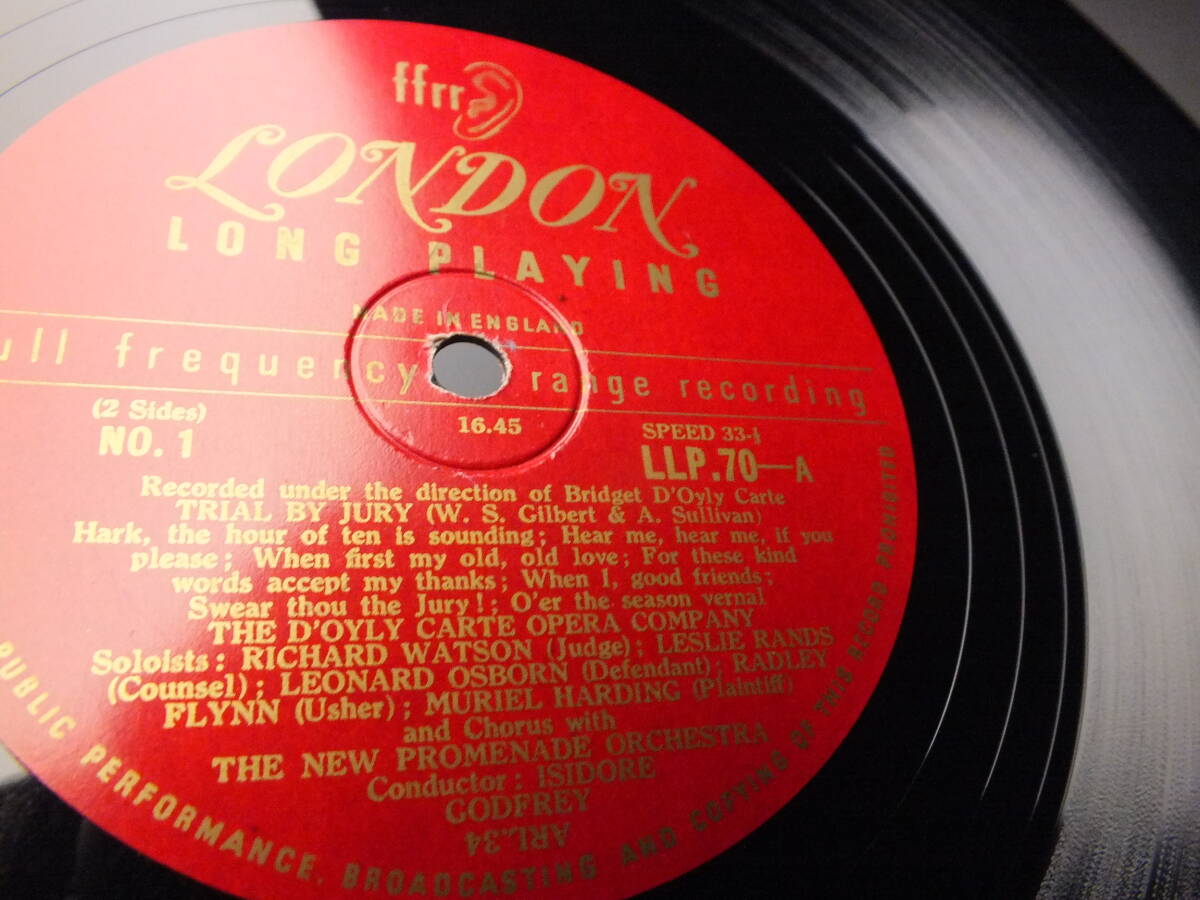 ffrr
LONDON
LONG PLAYING
MADE IN ENGLAND
ull frequency range recording
(2 Sides)
NO. 1
16.45
SPEED 33-⅓
LLP.70—A
Recorded under the direction of Bridget D'Oyly Carte
TRIAL BY JURY (W. S. Gilbert & A. Sullivan)
Hark, the hour of ten is sounding; Hear me, hear me, if you
please; When first my old, old love; For these kind
words accept my thanks; When I, good friends;
Swear thou the Jury!; O'er the season vernal
THE D'OYLY CARTE OPERA COMPANY
Soloists: RICHARD WATSON (Judge); LESLIE RANDS
(Counsel); LEONARD OSBORN (Defendant); RADLEY
FLYNN (Usher); MURIEL HARDING (Plaintiff)
and Chorus with
THE NEW PROMENADE ORCHESTRA
Conductor: ISIDORE
GODFREY
ARL.34
PUBLIC PERFORMANCE, BROADCASTING AND COPYING OF THIS RECORD PROHIBITED